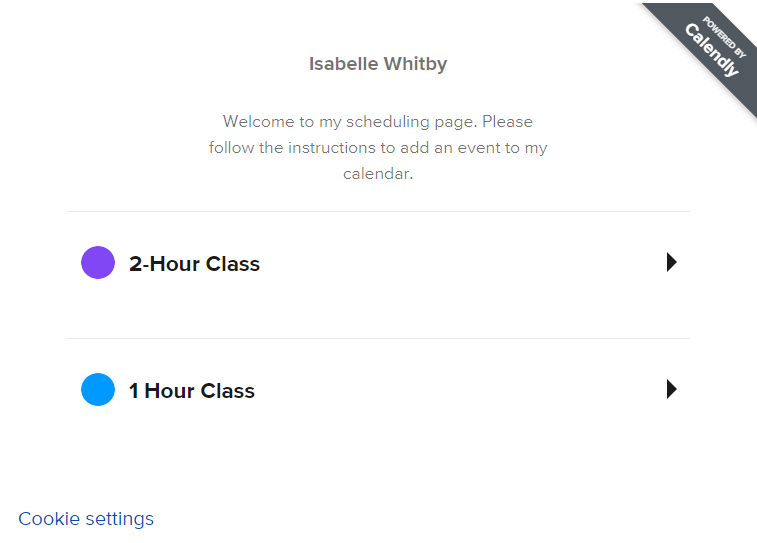 POWERED BY
Calendly
Isabelle Whitby
Welcome to my scheduling page. Please
follow the instructions to add an event to my
calendar.
2-Hour Class
1 Hour Class
Cookie settings